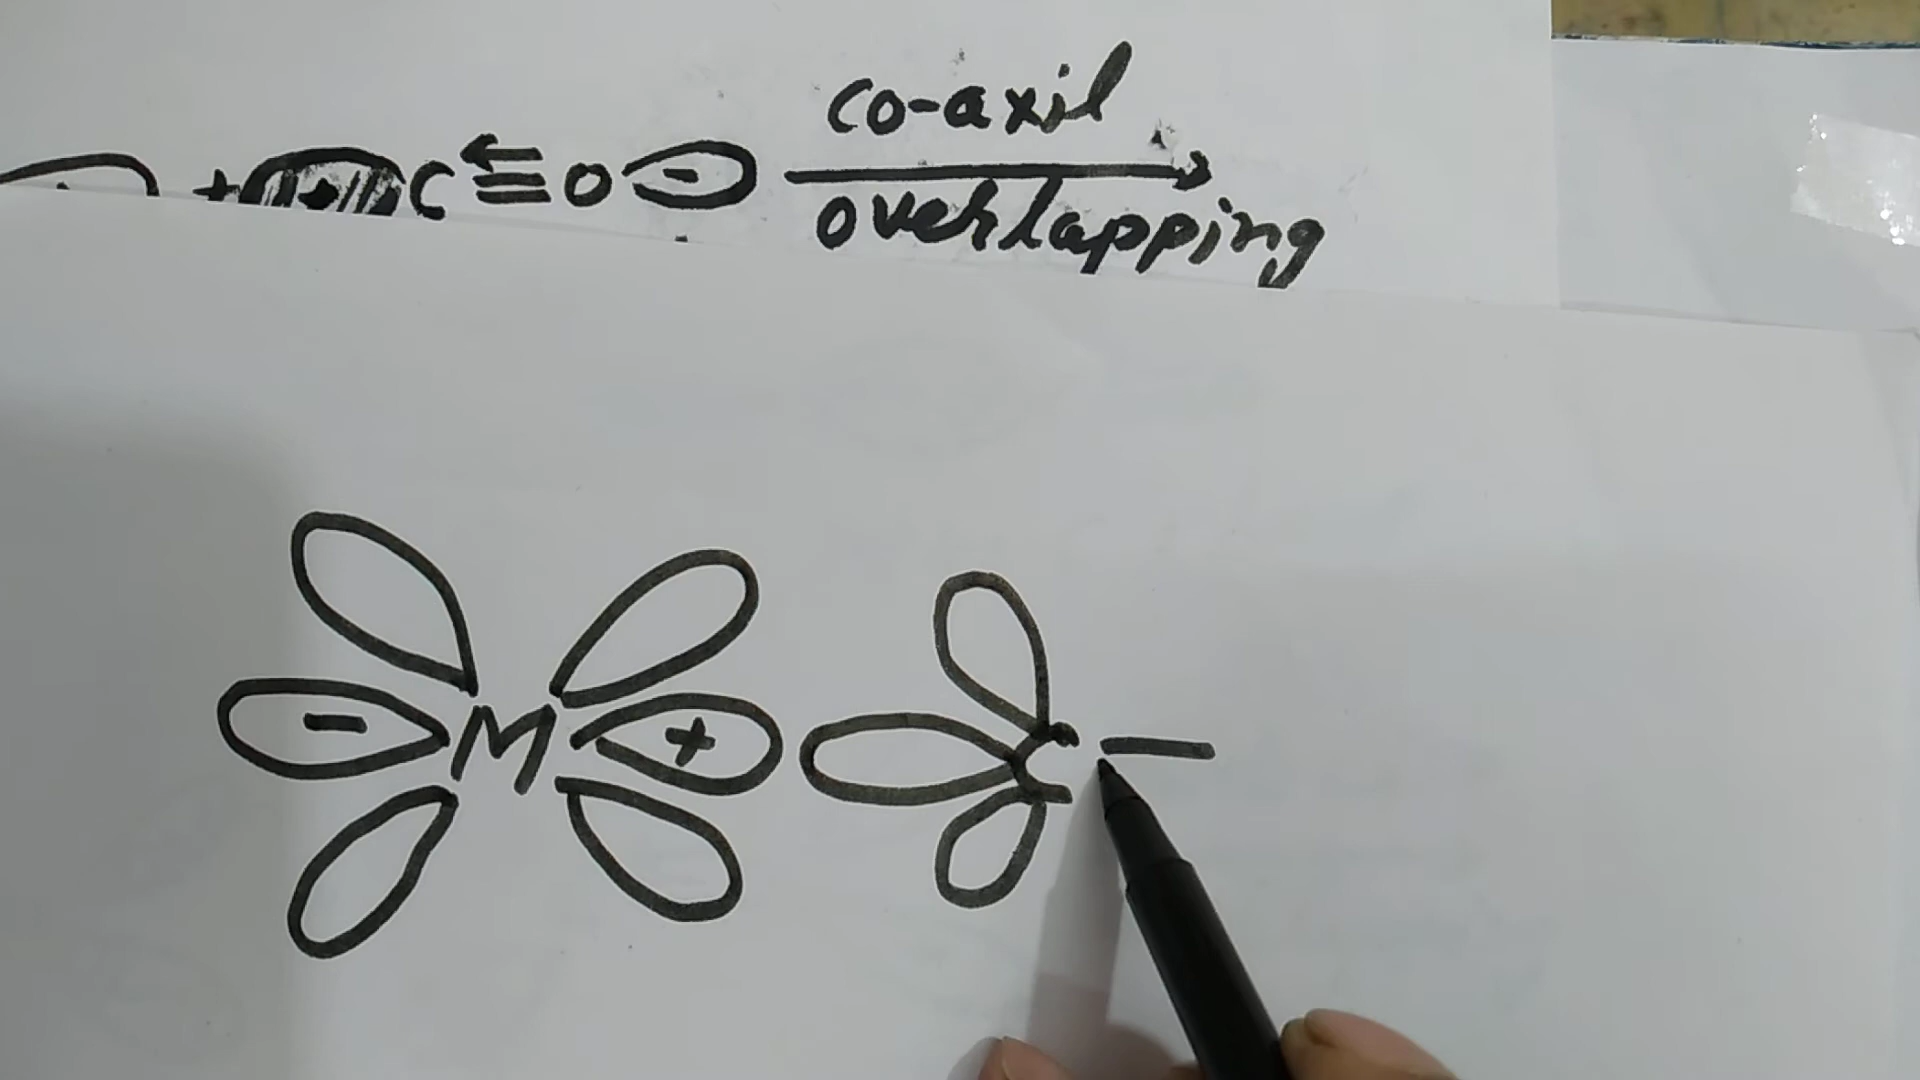 co-axil
+ C ≡ O -
overlapping
- M + C -